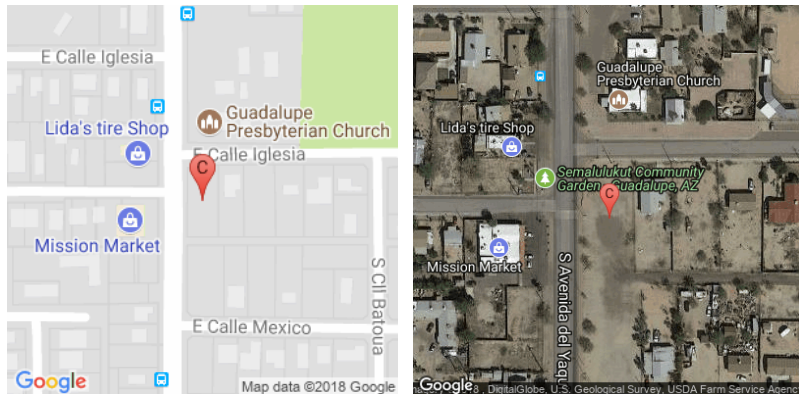 E Calle Iglesia
Lida's tire Shop
Guadalupe
Presbyterian Church
E Calle Iglesia
C
Mission Market
S Cll Batoua
E Calle Mexico
Google
Map data ©2018 Google
Guadalupe
Presbyterian Church
Lida's tire Shop
Semalulukut Community
Garden - Guadalupe, AZ
C
Mission Market
S Avenida del Yaqui
Google
2018 , DigitalGlobe, U.S. Geological Survey, USDA Farm Service Agency